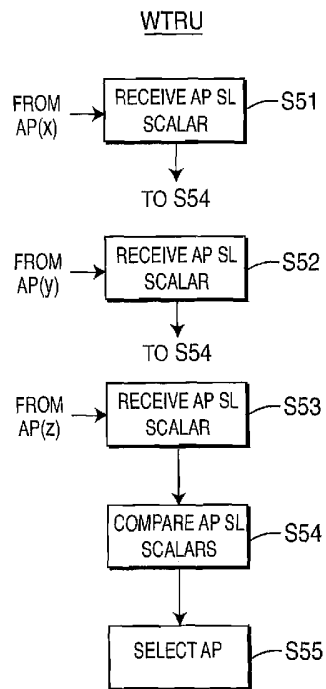 WTRU
FROM
AP(x)
RECEIVE AP SL
SCALAR
S51
TO S54
FROM
AP(y)
RECEIVE AP SL
SCALAR
S52
TO S54
FROM
AP(z)
RECEIVE AP SL
SCALAR
S53
COMPARE AP SL
SCALARS
S54
SELECT AP
S55